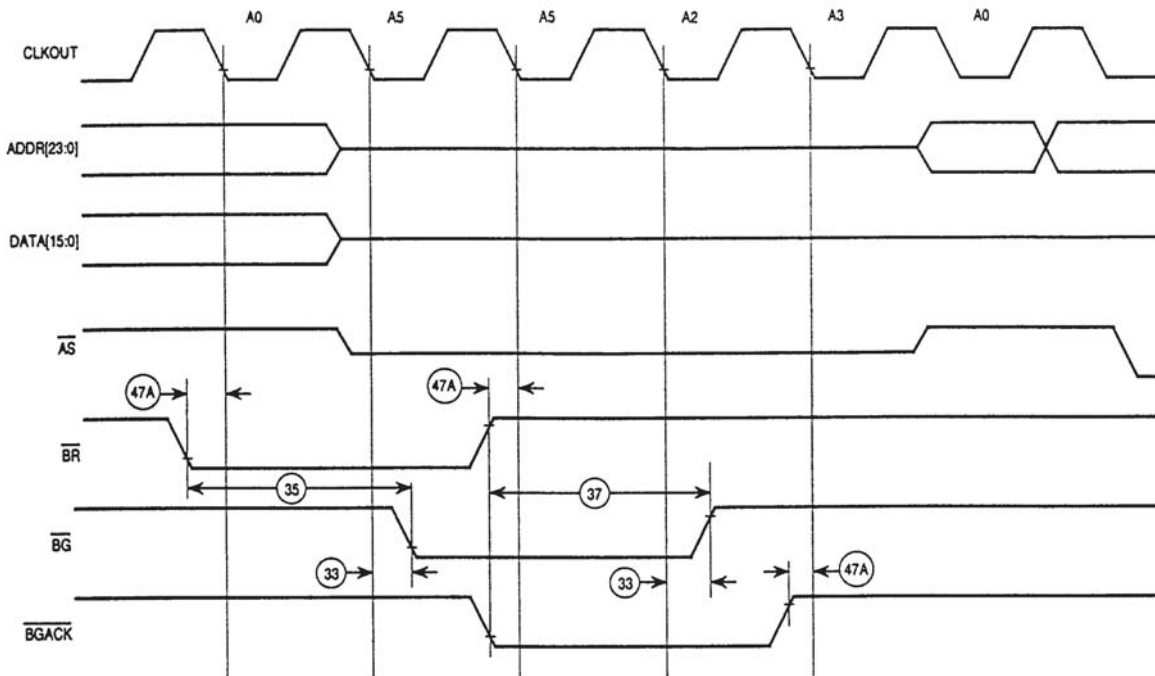 A0 A5 A5 A2 A3 A0
CLKOUT
ADDR[23:0]
DATA[15:0]
AS
47A 47A
BR
35 37
BG
33 33 47A
BGACK